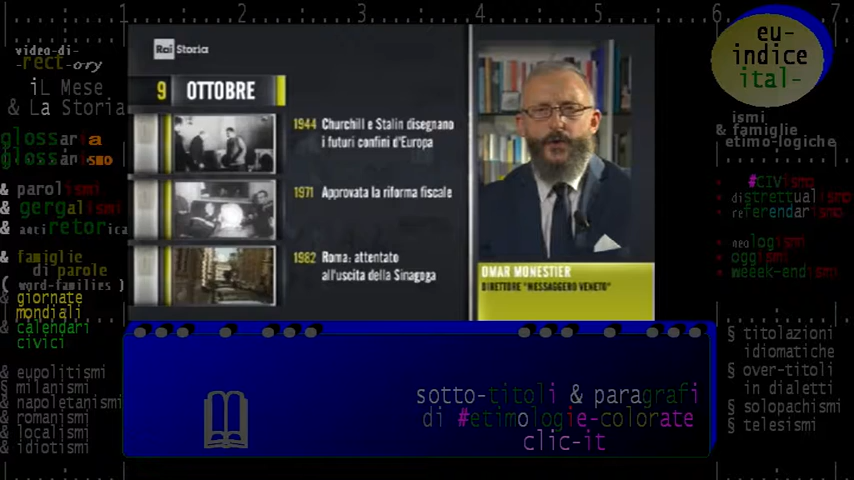 1 2 3 4 5 6 7
video-di-
-rect-ory
iL Mese
& La Storia
glossaria
glossarismo
& parolismi
& gergalismi
& antiretorica
& famiglie
di parole
( word-families )
& giornate
mondiali
& calendari
civici
& eupolitismi
§ milanismi
& napoletanismi
& romanismi
& localismi
& idiotismi
Rai Storia
9 OTTOBRE
1944 Churchill e Stalin disegnano
i futuri confini d'Europa
1971 Approvata la riforma fiscale
1982 Roma: attentato
all'uscita della Sinagoga
OMAR MONESTIER
DIRETTORE "MESSAGGERO VENETO"
sotto-titoli & paragrafi
di #etimologie-colorate
clic-it
eu-
indice
ital-
ismi
& famiglie
etimo-logiche
#CIVismo
distrettualismo
referendarismo
neologismi
oggismi
weeek-endismi
§ titolazioni
idiomatiche
§ over-titoli
in dialetti
§ solopachismi
§ telesismi